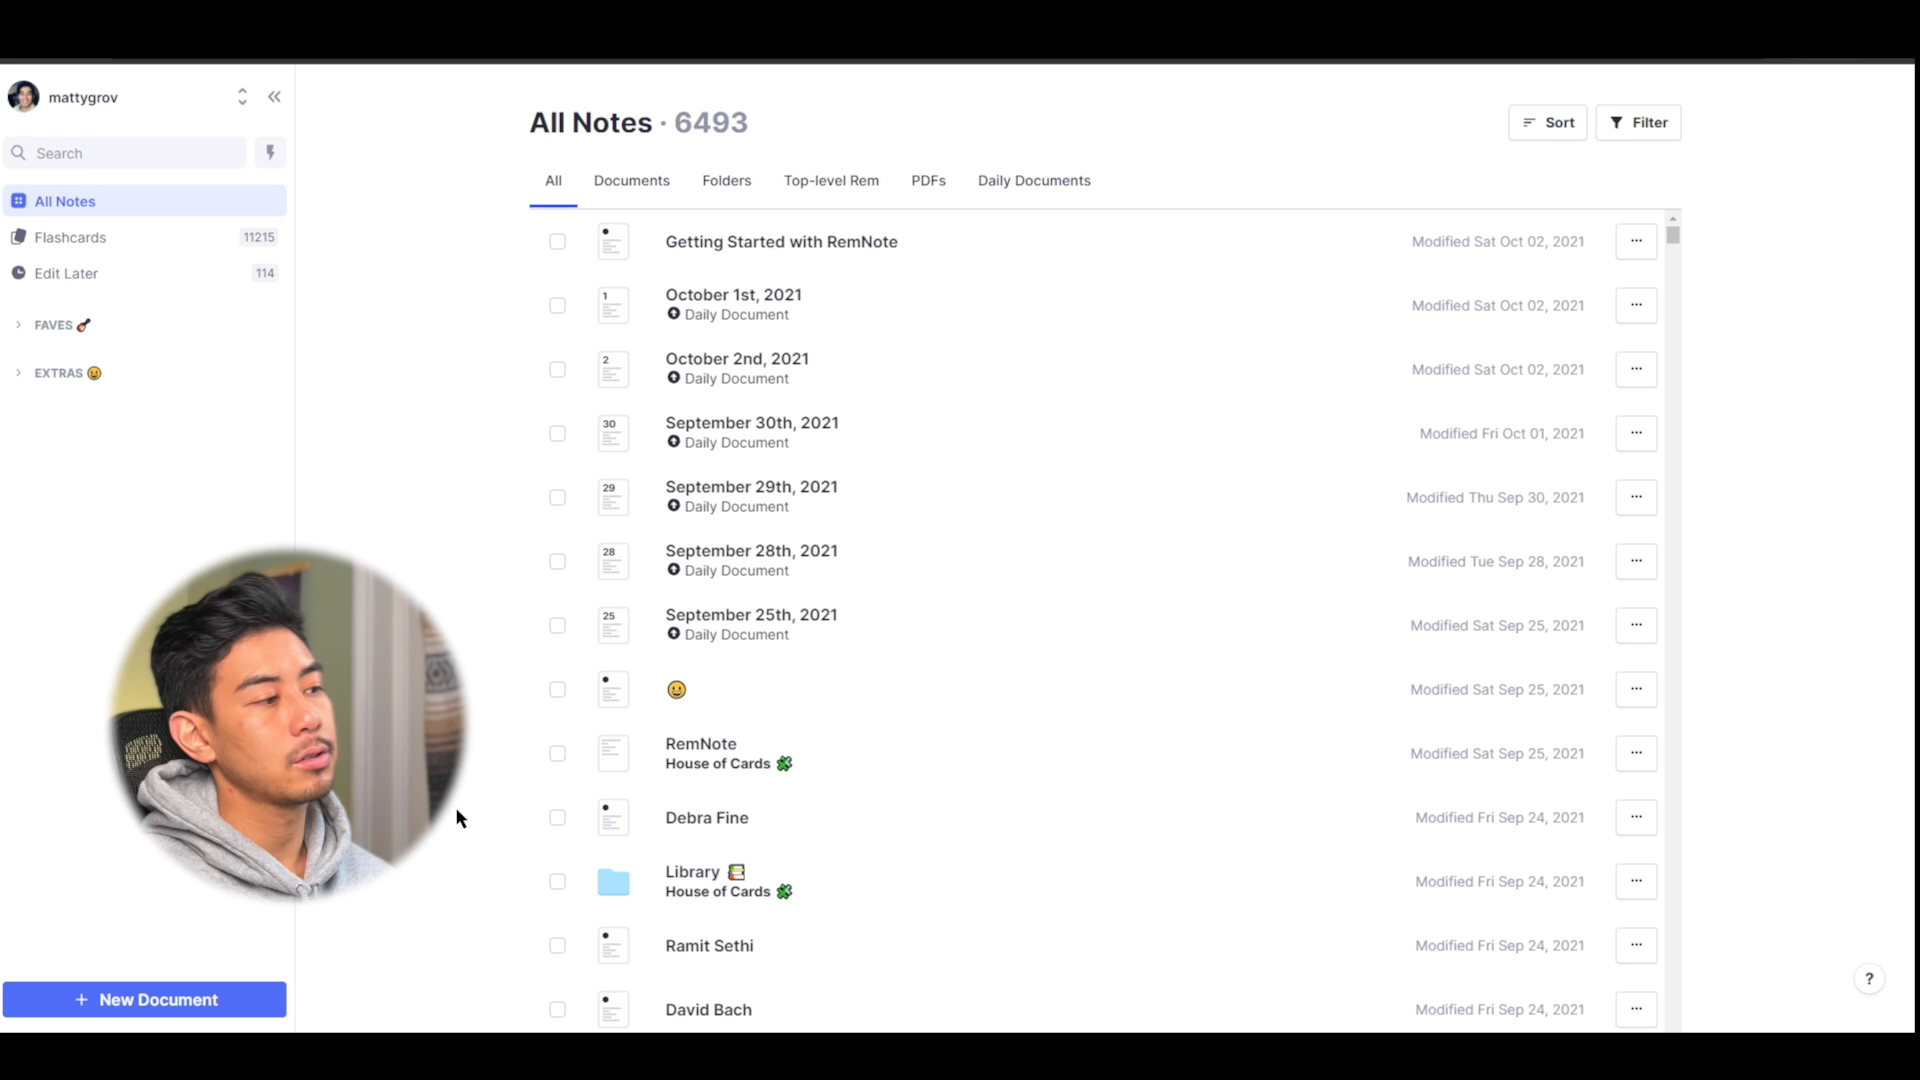 mattygrov
Search
All Notes
Flashcards 11215
Edit Later 114
FAVES 🎸
EXTRAS 😀
+ New Document
All Notes · 6493
Sort
Filter
All Documents Folders Top-level Rem PDFs Daily Documents
Getting Started with RemNote Modified Sat Oct 02, 2021
1 October 1st, 2021 Modified Sat Oct 02, 2021
Daily Document
2 October 2nd, 2021 Modified Sat Oct 02, 2021
Daily Document
30 September 30th, 2021 Modified Fri Oct 01, 2021
Daily Document
29 September 29th, 2021 Modified Thu Sep 30, 2021
Daily Document
28 September 28th, 2021 Modified Tue Sep 28, 2021
Daily Document
25 September 25th, 2021 Modified Sat Sep 25, 2021
Daily Document
😀 Modified Sat Sep 25, 2021
RemNote Modified Sat Sep 25, 2021
House of Cards 🧩
Debra Fine Modified Fri Sep 24, 2021
Library 📒 Modified Fri Sep 24, 2021
House of Cards 🧩
Ramit Sethi Modified Fri Sep 24, 2021
David Bach Modified Fri Sep 24, 2021
?